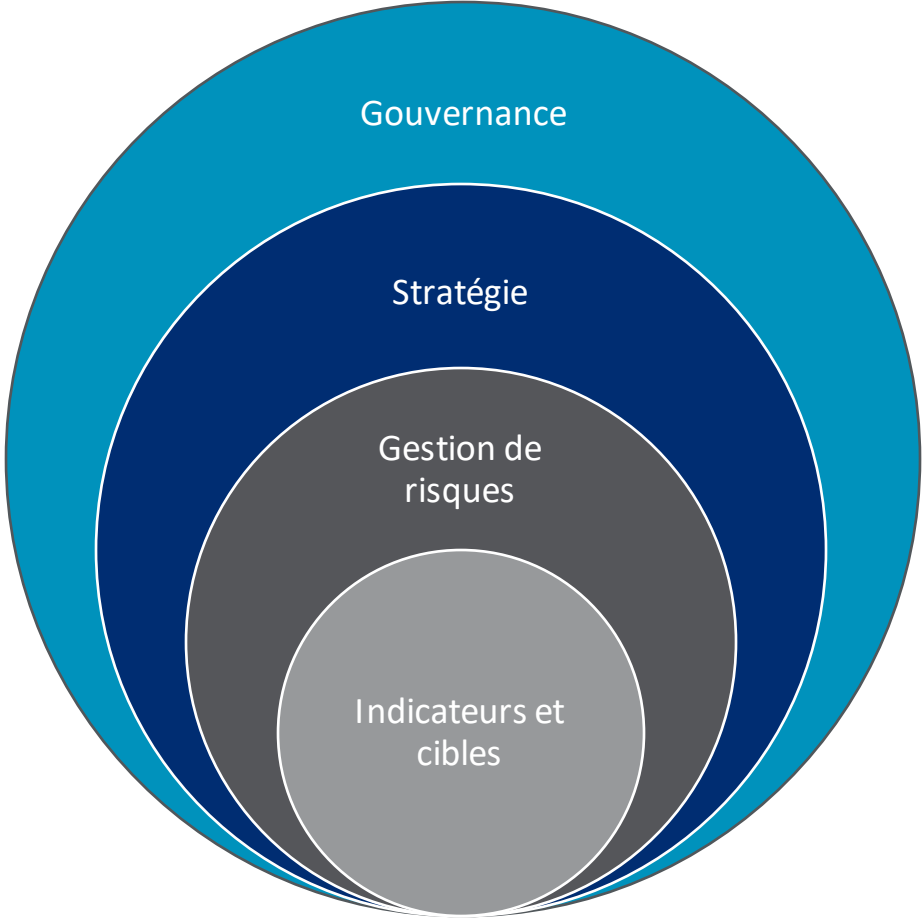 Gouvernance
Stratégie
Gestion de
risques
Indicateurs et
cibles